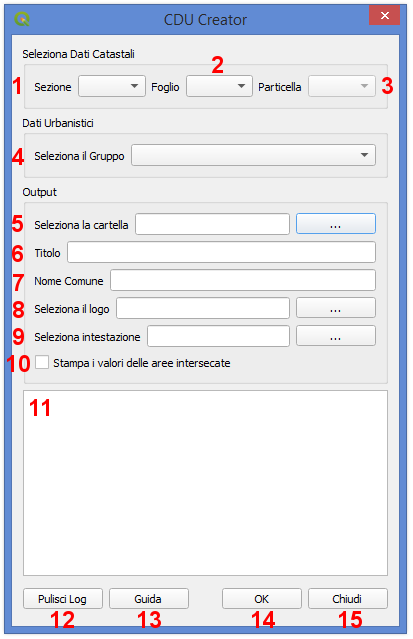 CDU Creator
Seleziona Dati Catastali
2
1 Sezione Foglio Particella 3
Dati Urbanistici
4 Seleziona il Gruppo
Output
5 Seleziona la cartella ...
6 Titolo
7 Nome Comune
8 Seleziona il logo ...
9 Seleziona intestazione ...
10 Stampa i valori delle aree intersecate
11
Pulisci Log Guida OK Chiudi
12 13 14 15